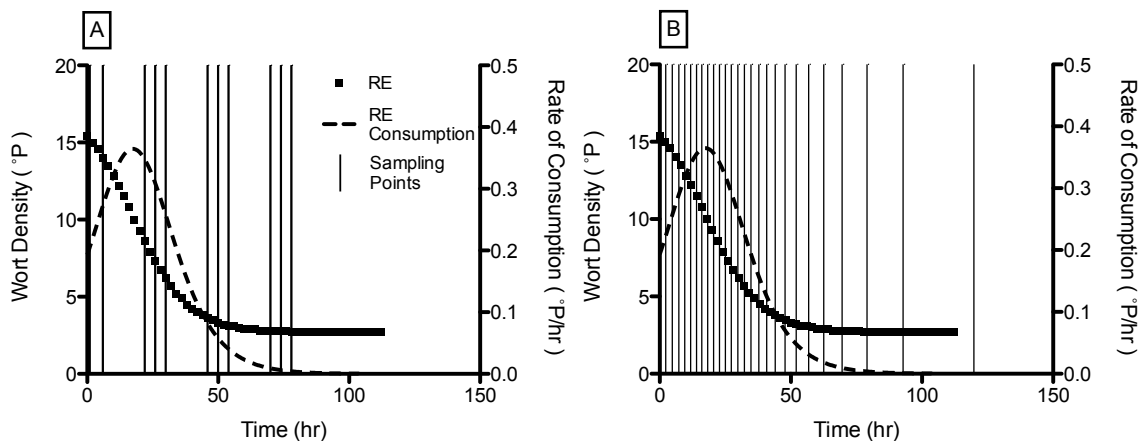 A
20
15
10
5
0
Wort Density ( °P)
0.5
0.4
0.3
0.2
0.1
0.0
Rate of Consumption ( °P/hr)
RE
RE
Consumption
Sampling
Points
0
50
100
150
Time (hr)
B
20
15
10
5
0
Wort Density ( °P)
0.5
0.4
0.3
0.2
0.1
0.0
Rate of Consumption ( °P/hr)
0
50
100
150
Time (hr)